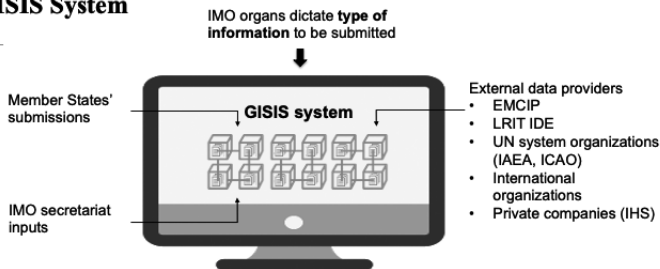 SIS System
IMO organs dictate type of
information to be submitted
Member States'
submissions
GISIS system
IMO secretariat
inputs
External data providers
• EMCIP
• LRIT IDE
• UN system organizations
(IAEA, ICAO)
• International
organizations
• Private companies (IHS)